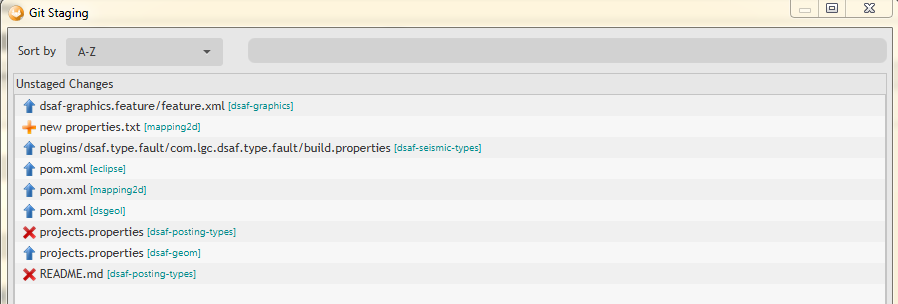 Git Staging
Sort by A-Z
Unstaged Changes
dsaf-graphics.feature/feature.xml [dsaf-graphics]
new properties.txt [mapping2d]
plugins/dsaf.type.fault/com.lgc.dsaf.type.fault/build.properties [dsaf-seismic-types]
pom.xml [eclipse]
pom.xml [mapping2d]
pom.xml [dsgeol]
projects.properties [dsaf-posting-types]
projects.properties [dsaf-geom]
README.md [dsaf-posting-types]